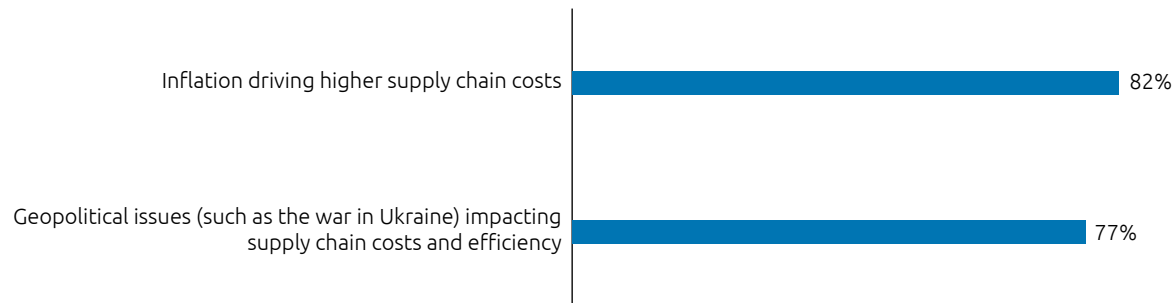 Inflation driving higher supply chain costs
82%
Geopolitical issues (such as the war in Ukraine) impacting
supply chain costs and efficiency
77%